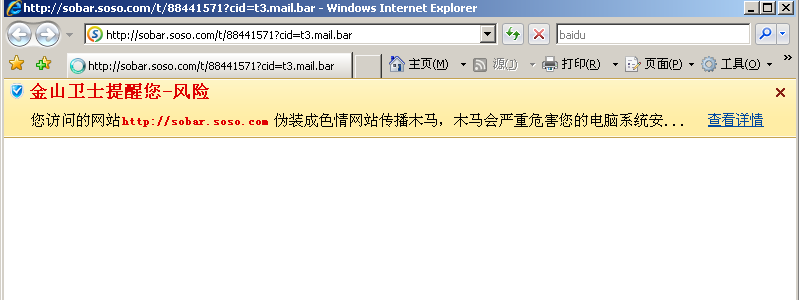 http://sobar.soso.com/t/88441571?cid=t3.mail.bar - Windows Internet Explorer
http://sobar.soso.com/t/88441571?cid=t3.mail.bar
baidu
http://sobar.soso.com/t/88441571?cid=t3.mail.bar
主页(M) 源(J) 打印(R) 页面(P) 工具(O) »
金山卫士提醒您-风险
您访问的网站http://sobar.soso.com 伪装成色情网站传播木马，木马会严重危害您的电脑系统安... 查看详情